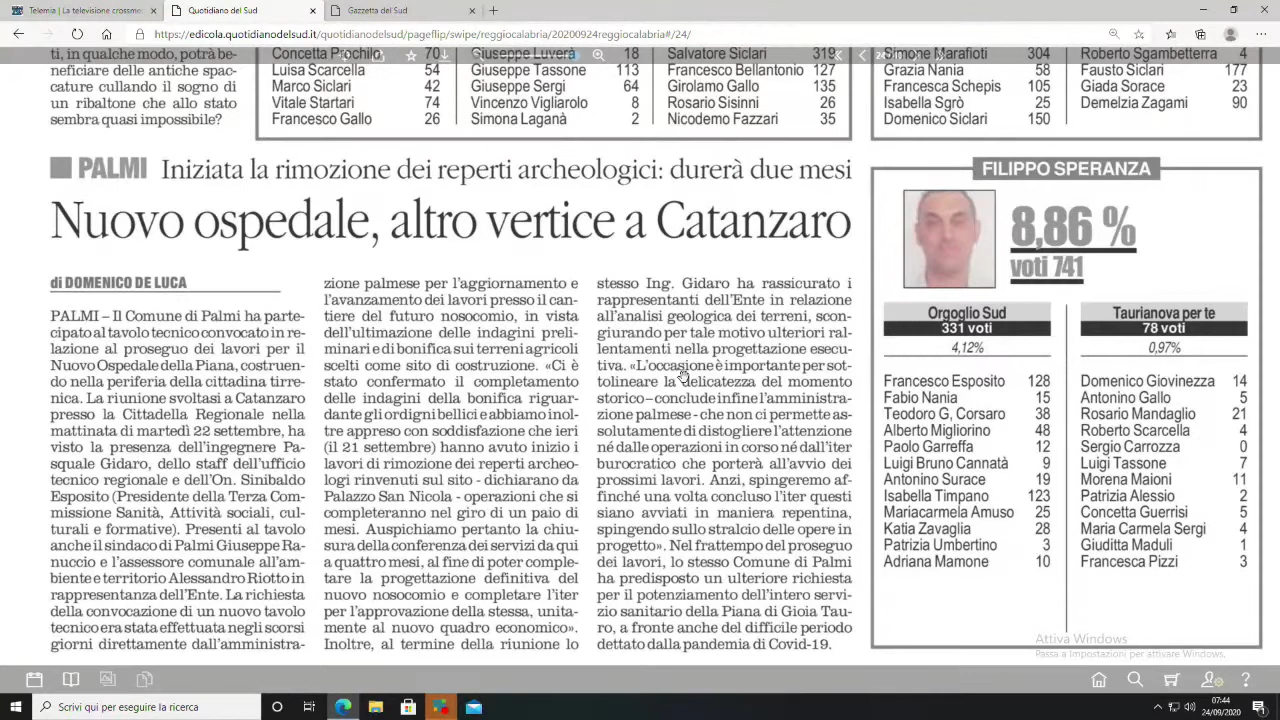 Telemia | La televisione crossme
Quotidiano del Sud
Gazzetta del Sud
https://edicola.quotidianodelsud.it/quotidianodelsud/pageflip/swipe/reggiocalabria/20200924reggiocalabria#/24/
ti, in qualche modo, potrà be-
neficiare delle antiche spac-
cature cullando il sogno di
un ribaltone che allo stato
sembra quasi impossibile?
Concetta Prochilo 70
Luisa Scarcella 54
Marco Siclari 42
Vitale Startari 74
Francesco Gallo 26
Giuseppe Luverà 18
Giuseppe Tassone 113
Giuseppe Sergi 64
Vincenzo Vigliarolo 8
Simona Laganà 2
Salvatore Siclari 319
Francesco Bellantonio 127
Girolamo Gallo 135
Rosario Sisinni 26
Nicodemo Fazzari 35
Simone Marafioti 304
Grazia Nania 58
Francesca Schepis 105
Isabella Sgrò 25
Domenico Siclari 150
Roberto Sgambetterra 4
Fausto Siclari 177
Giada Sorace 23
Demelzia Zagami 90
PALMI Iniziata la rimozione dei reperti archeologici: durerà due mesi
Nuovo ospedale, altro vertice a Catanzaro
di DOMENICO DE LUCA
PALMI – Il Comune di Palmi ha parte-
cipato al tavolo tecnico convocato in re-
lazione al proseguo dei lavori per il
Nuovo Ospedale della Piana, costruen-
do nella periferia della cittadina tirre-
nica. La riunione svoltasi a Catanzaro
presso la Cittadella Regionale nella
mattinata di martedì 22 settembre, ha
visto la presenza dell'ingegnere Pa-
squale Gidaro, dello staff dell'ufficio
tecnico regionale e dell'On. Sinibaldo
Esposito (Presidente della Terza Com-
missione Sanità, Attività sociali, cul-
turali e formative). Presenti al tavolo
anche il sindaco di Palmi Giuseppe Ra-
nuccio e l'assessore comunale all'am-
biente e territorio Alessandro Riotto in
rappresentanza dell'Ente. La richiesta
della convocazione di un nuovo tavolo
tecnico era stata effettuata negli scorsi
giorni direttamente dall'amministra-
zione palmese per l'aggiornamento e
l'avanzamento dei lavori presso il can-
tiere del futuro nosocomio, in vista
dell'ultimazione delle indagini preli-
minari e di bonifica sui terreni agricoli
scelti come sito di costruzione. «Ci è
stato confermato il completamento
delle indagini della bonifica riguar-
dante gli ordigni bellici e abbiamo inol-
tre appreso con soddisfazione che ieri
(il 21 settembre) hanno avuto inizio i
lavori di rimozione dei reperti archeo-
logi rinvenuti sul sito - dichiarano da
Palazzo San Nicola - operazioni che si
completeranno nel giro di un paio di
mesi. Auspichiamo pertanto la chiu-
sura della conferenza dei servizi da qui
a quattro mesi, al fine di poter comple-
tare la progettazione definitiva del
nuovo nosocomio e completare l'iter
per l'approvazione della stessa, unita-
mente al nuovo quadro economico».
Inoltre, al termine della riunione lo
stesso Ing. Gidaro ha rassicurato i
rappresentanti dell'Ente in relazione
all'analisi geologica dei terreni, scon-
giurando per tale motivo ulteriori ral-
lentamenti nella progettazione esecu-
tiva. «L'occasione è importante per sot-
tolineare la delicatezza del momento
storico – conclude infine l'amministra-
zione palmese - che non ci permette as-
solutamente di distogliere l'attenzione
né dalle operazioni in corso né dall'iter
burocratico che porterà all'avvio dei
prossimi lavori. Anzi, spingeremo af-
finché una volta concluso l'iter questi
siano avviati in maniera repentina,
spingendo sullo stralcio delle opere in
progetto». Nel frattempo del proseguo
dei lavori, lo stesso Comune di Palmi
ha predisposto un ulteriore richiesta
per il potenziamento dell'intero servi-
zio sanitario della Piana di Gioia Tau-
ro, a fronte anche del difficile periodo
dettato dalla pandemia di Covid-19.
FILIPPO SPERANZA
8,86 %
voti 741
Orgoglio Sud
331 voti
4,12%
Francesco Esposito 128
Fabio Nania 15
Teodoro G, Corsaro 38
Alberto Migliorino 48
Paolo Garreffa 12
Luigi Bruno Cannatà 9
Antonino Surace 19
Isabella Timpano 123
Mariacarmela Amuso 25
Katia Zavaglia 28
Patrizia Umbertino 3
Adriana Mamone 10
Taurianova per te
78 voti
0,97%
Domenico Giovinezza 14
Antonino Gallo 5
Rosario Mandaglio 21
Roberto Scarcella 4
Sergio Carrozza 0
Luigi Tassone 7
Morena Maioni 11
Patrizia Alessio 2
Concetta Guerrisi 5
Maria Carmela Sergi 4
Giuditta Maduli 1
Francesca Pizzi 3
Attiva Windows
Passa a Impostazioni per attivare Windows.
Scrivi qui per eseguire la ricerca
07:44
24/09/2020